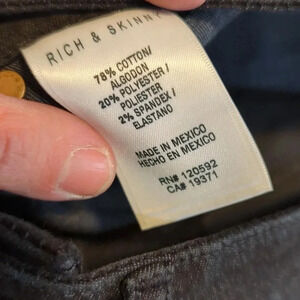 RICH & SKINNY
78% COTTON/
ALGODON
20% POLYESTER/
POLIESTER
2% SPANDEX/
ELASTANO
MADE IN MEXICO
HECHO EN MEXICO
RN# 120592
CA# 19371